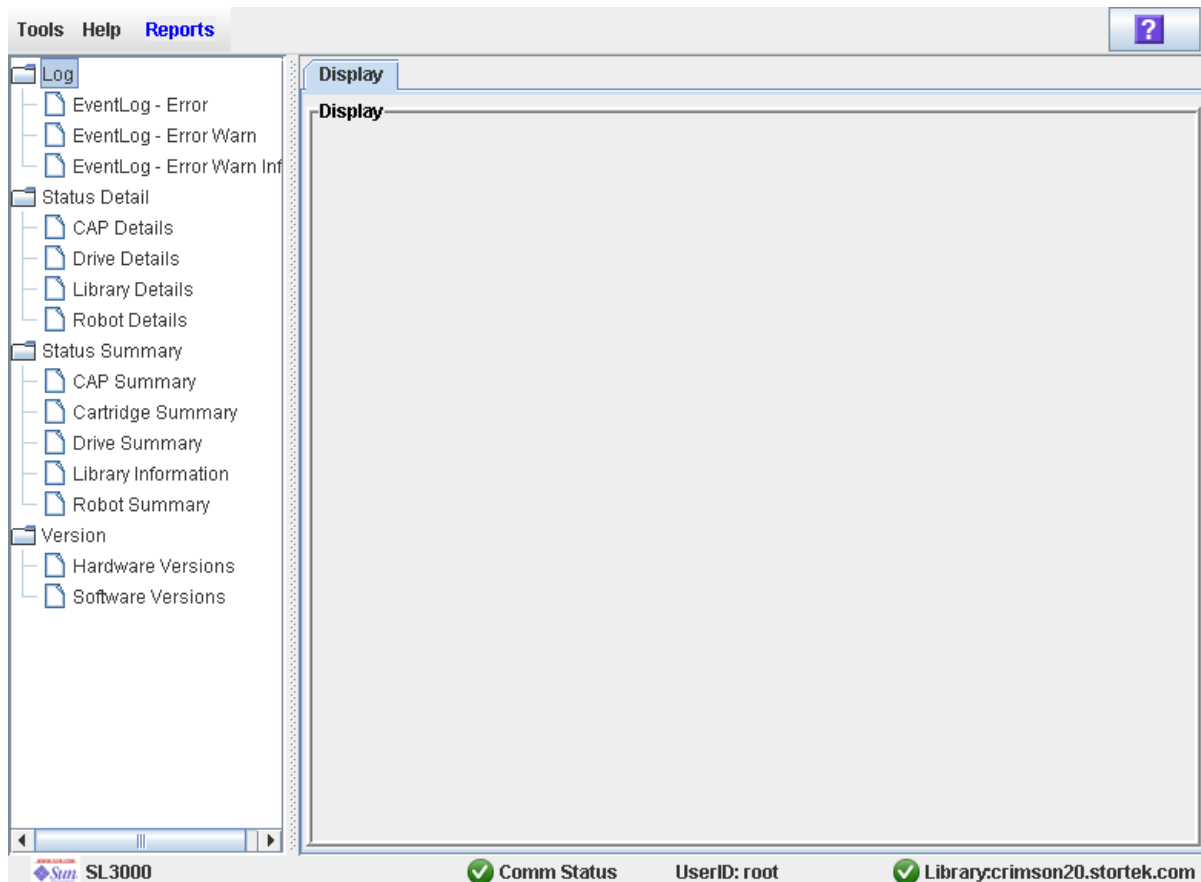 Tools Help Reports
?
Log
EventLog - Error
EventLog - Error Warn
EventLog - Error Warn Inf
Status Detail
CAP Details
Drive Details
Library Details
Robot Details
Status Summary
CAP Summary
Cartridge Summary
Drive Summary
Library Information
Robot Summary
Version
Hardware Versions
Software Versions
Display
Display
Sun SL3000 Comm Status UserID: root Library:crimson20.stortek.com